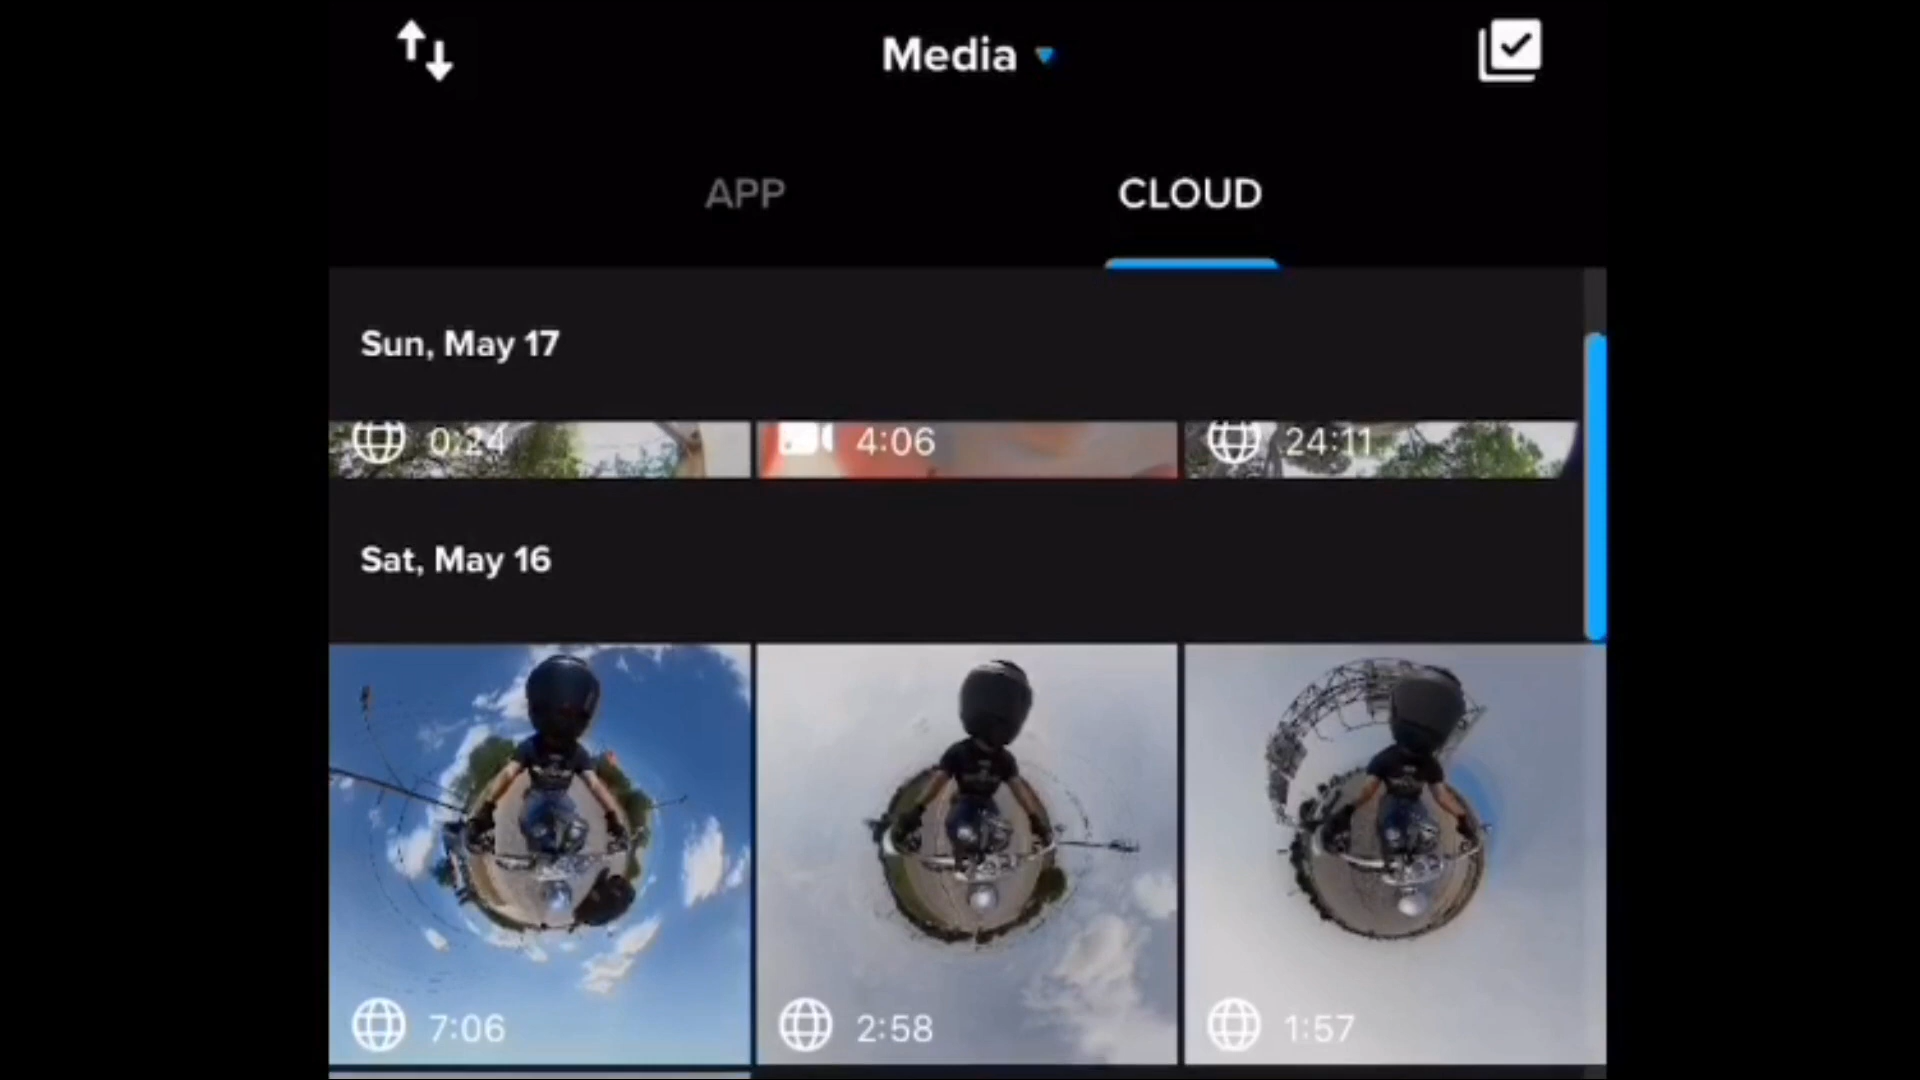 Media
APP CLOUD
Sun, May 17
0:24 4:06 24:11
Sat, May 16
7:06 2:58 1:57